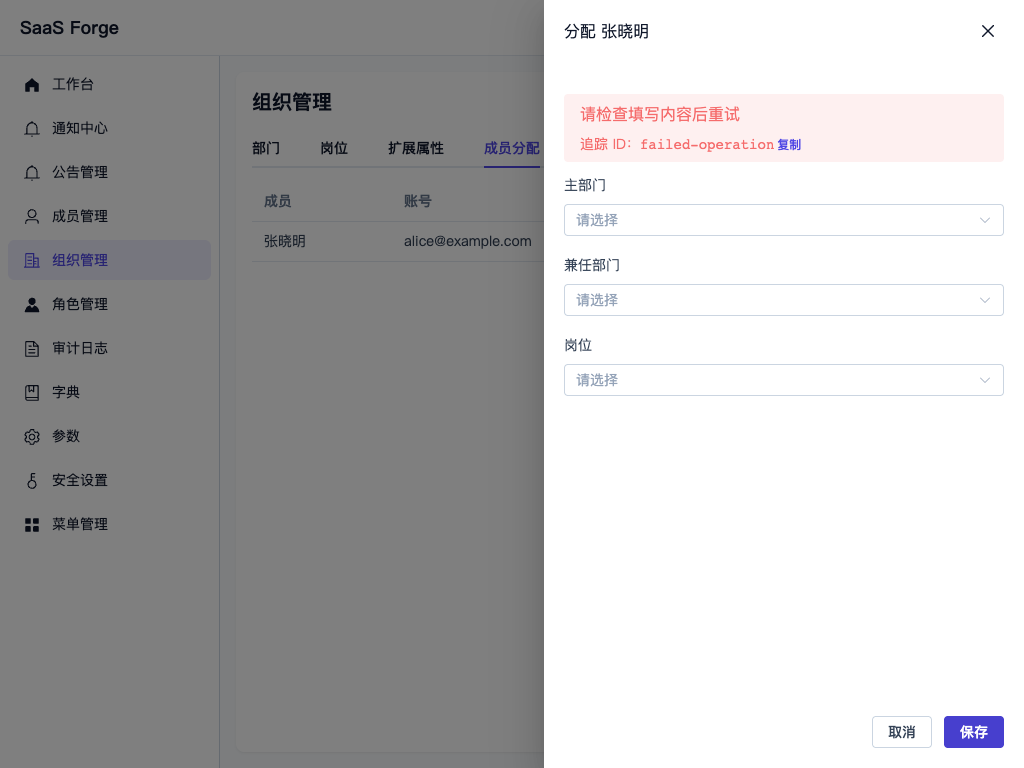 SaaS Forge
工作台
通知中心
公告管理
成员管理
组织管理
角色管理
审计日志
字典
参数
安全设置
菜单管理
组织管理
部门 岗位 扩展属性 成员分配
成员 账号
张晓明 alice@example.com
分配 张晓明
请检查填写内容后重试
追踪 ID：failed-operation 复制
主部门
请选择
兼任部门
请选择
岗位
请选择
取消 保存